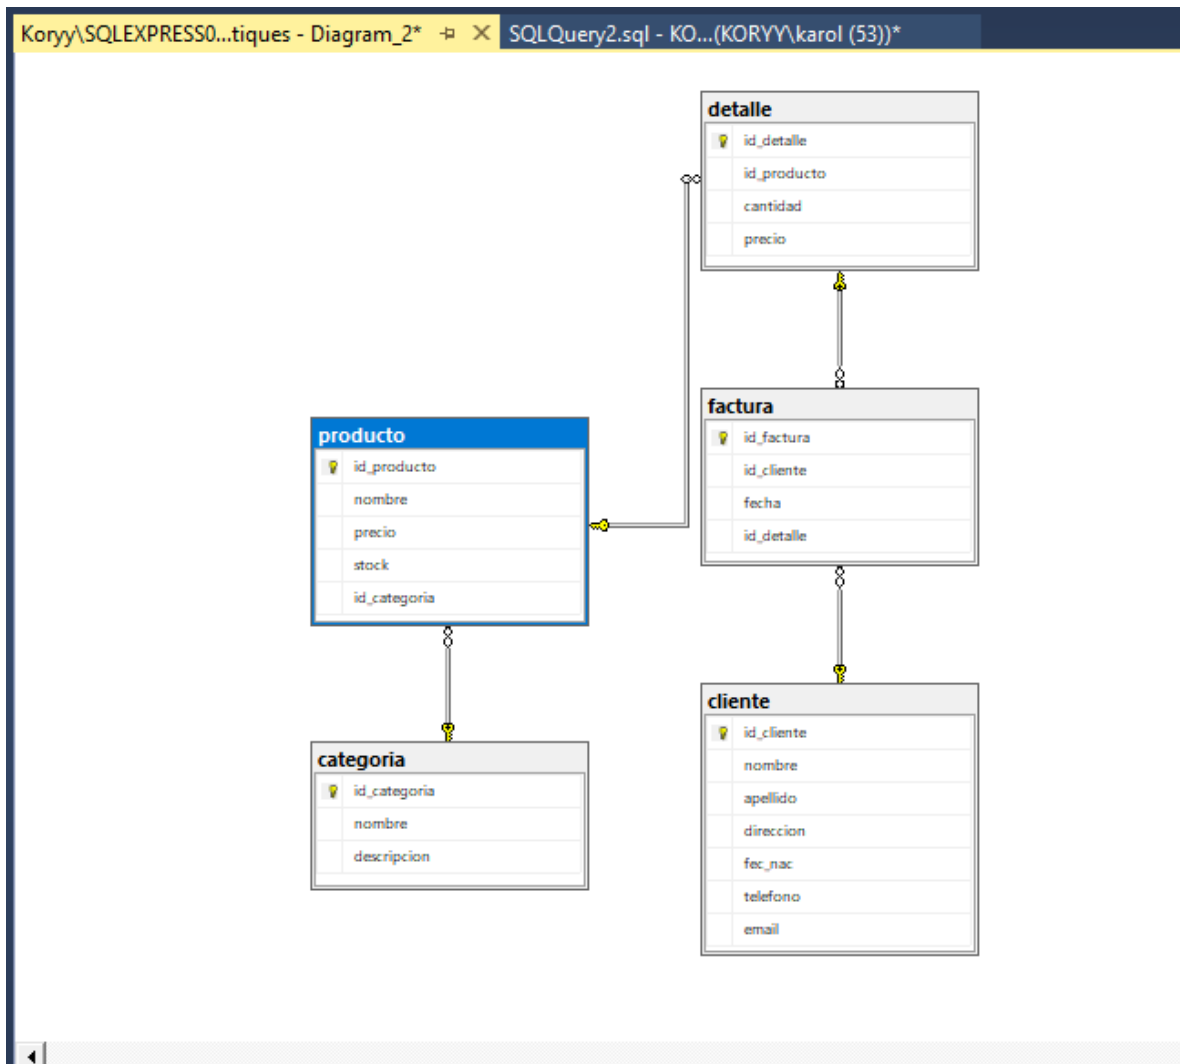 Koryy\SQLEXPRESS0...tiques - Diagram_2*
SQLQuery2.sql - KO...(KORYY\karol (53))*
detalle
id_detalle
id_producto
cantidad
precio
factura
id_factura
id_cliente
fecha
id_detalle
producto
id_producto
nombre
precio
stock
id_categoria
cliente
id_cliente
nombre
apellido
direccion
fec_nac
telefono
email
categoria
id_categoria
nombre
descripcion